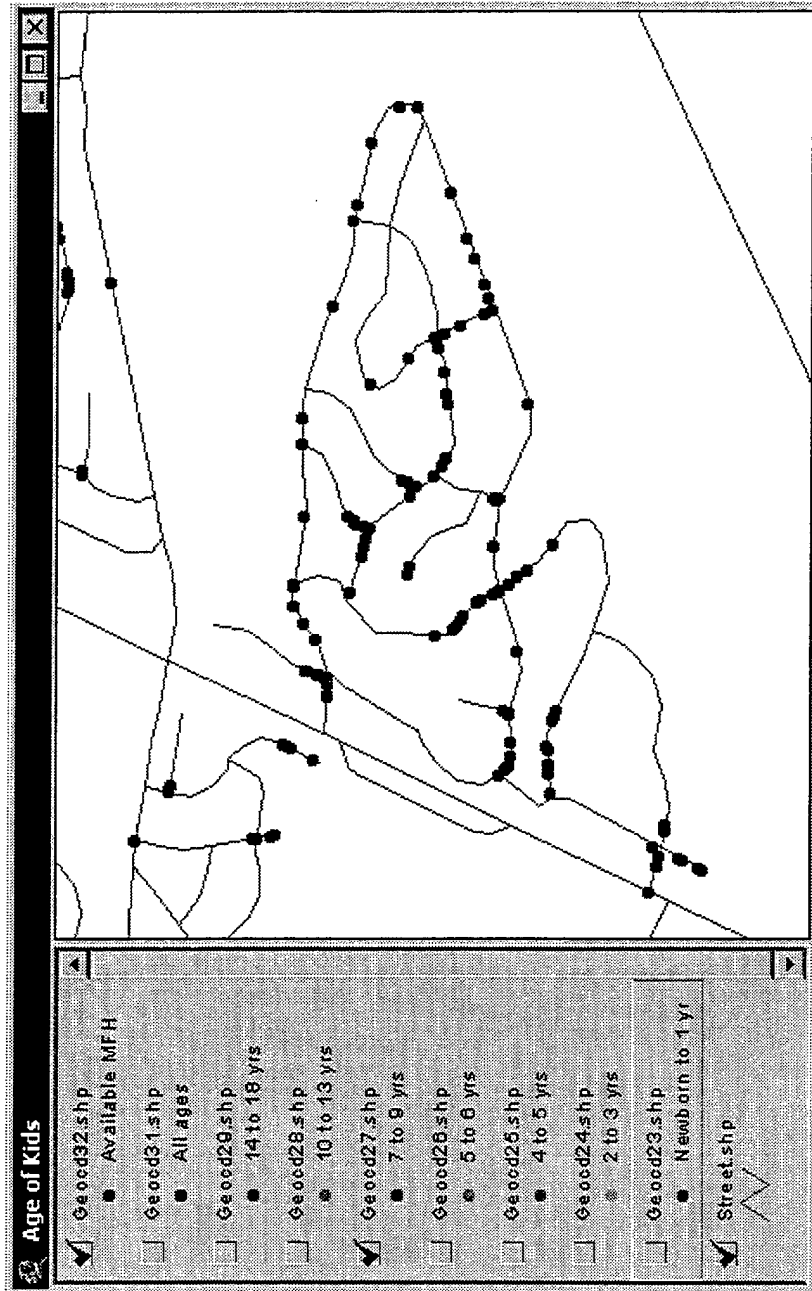 Age of Kids
Geocd32.shp
Available MFH
Geocd31.shp
All ages
Geocd29.shp
14 to 18 yrs
Geocd28.shp
10 to 13 yrs
Geocd27.shp
7 to 9 yrs
Geocd26.shp
5 to 6 yrs
Geocd25.shp
4 to 5 yrs
Geocd24.shp
2 to 3 yrs
Geocd23.shp
Newborn to 1 yr
Street.shp